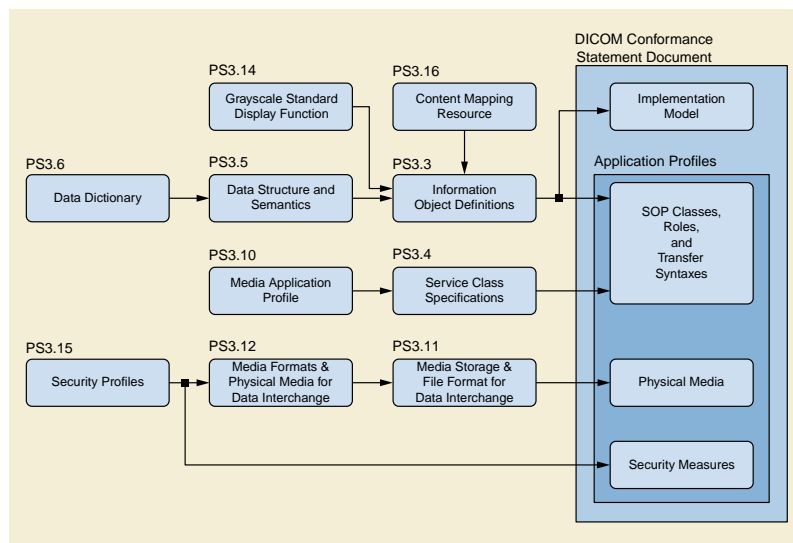 DICOM Conformance
Statement Document
PS3.14
Grayscale Standard
Display Function
PS3.16
Content Mapping
Resource
Implementation
Model
PS3.6
Data Dictionary
PS3.5
Data Structure and
Semantics
PS3.3
Information
Object Definitions
Application Profiles
SOP Classes,
Roles,
and
Transfer
Syntaxes
PS3.10
Media Application
Profile
PS3.4
Service Class
Specifications
PS3.15
Security Profiles
PS3.12
Media Formats &
Physical Media for
Data Interchange
PS3.11
Media Storage &
File Format for
Data Interchange
Physical Media
Security Measures